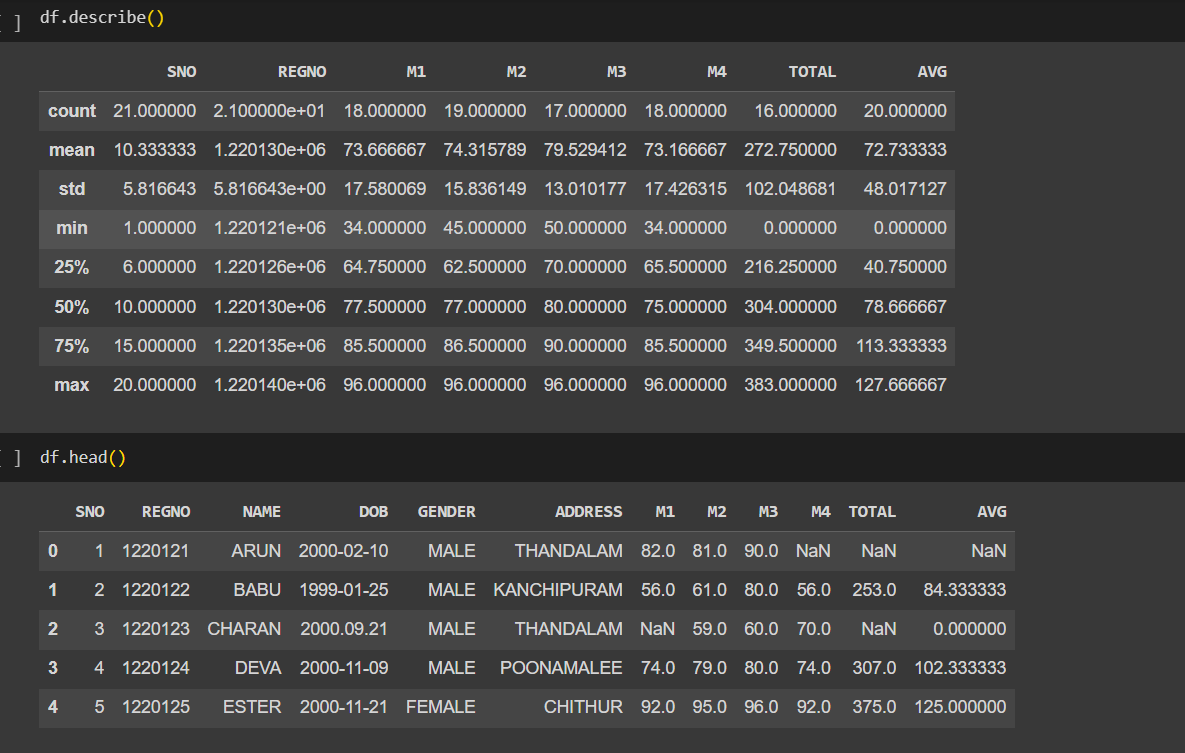 [ ] df.describe()
SNO REGNO M1 M2 M3 M4 TOTAL AVG
count 21.000000 2.100000e+01 18.000000 19.000000 17.000000 18.000000 16.000000 20.000000
mean 10.333333 1.220130e+06 73.666667 74.315789 79.529412 73.166667 272.750000 72.733333
std 5.816643 5.816643e+00 17.580069 15.836149 13.010177 17.426315 102.048681 48.017127
min 1.000000 1.220121e+06 34.000000 45.000000 50.000000 34.000000 0.000000 0.000000
25% 6.000000 1.220126e+06 64.750000 62.500000 70.000000 65.500000 216.250000 40.750000
50% 10.000000 1.220130e+06 77.500000 77.000000 80.000000 75.000000 304.000000 78.666667
75% 15.000000 1.220135e+06 85.500000 86.500000 90.000000 85.500000 349.500000 113.333333
max 20.000000 1.220140e+06 96.000000 96.000000 96.000000 96.000000 383.000000 127.666667
[ ] df.head()
SNO REGNO NAME DOB GENDER ADDRESS M1 M2 M3 M4 TOTAL AVG
0 1 1220121 ARUN 2000-02-10 MALE THANDALAM 82.0 81.0 90.0 NaN NaN NaN
1 2 1220122 BABU 1999-01-25 MALE KANCHIPURAM 56.0 61.0 80.0 56.0 253.0 84.333333
2 3 1220123 CHARAN 2000.09.21 MALE THANDALAM NaN 59.0 60.0 70.0 NaN 0.000000
3 4 1220124 DEVA 2000-11-09 MALE POONAMALEE 74.0 79.0 80.0 74.0 307.0 102.333333
4 5 1220125 ESTER 2000-11-21 FEMALE CHITHUR 92.0 95.0 96.0 92.0 375.0 125.000000